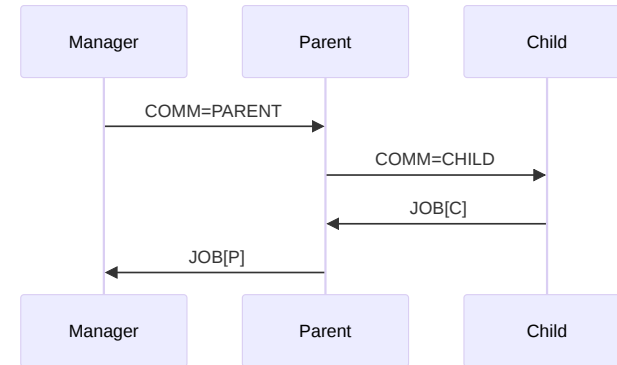 Manager Parent Child
COMM=PARENT
COMM=CHILD
JOB[C]
JOB[P]
Manager Parent Child